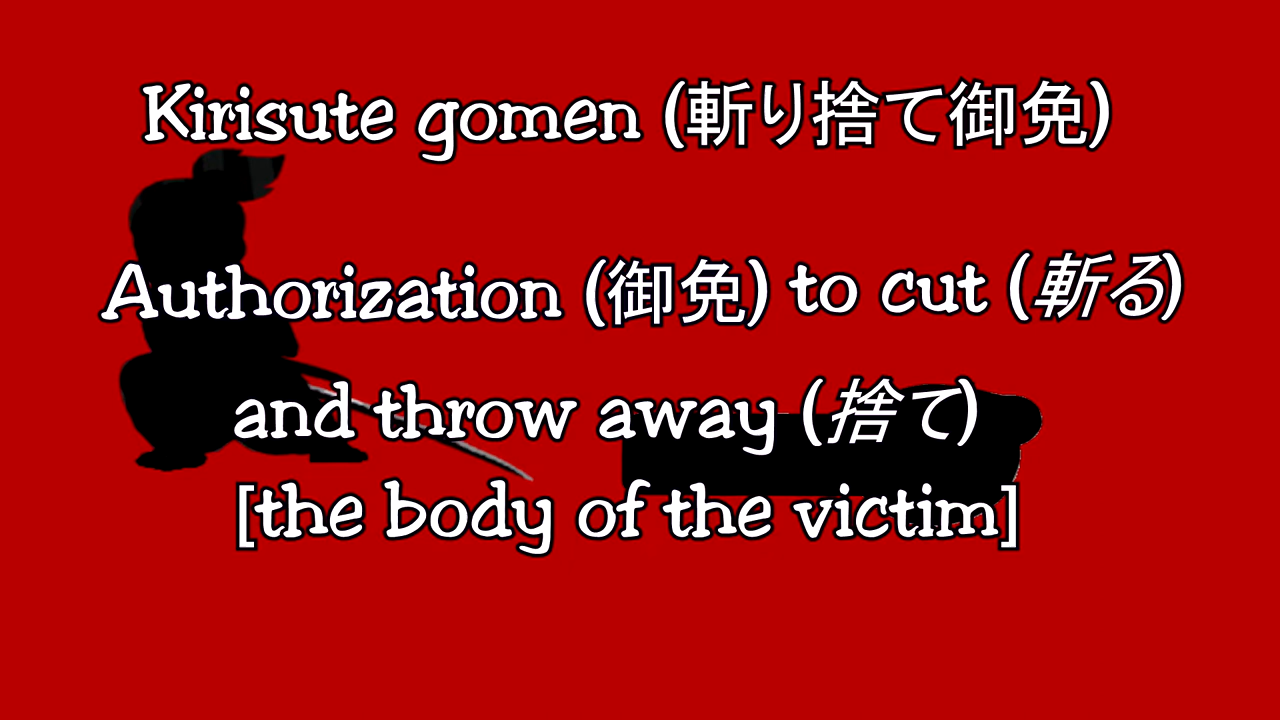 Kirisute gomen (斬り捨て御免)
Authorization (御免) to cut (斬る)
and throw away (捨て)
[the body of the victim]